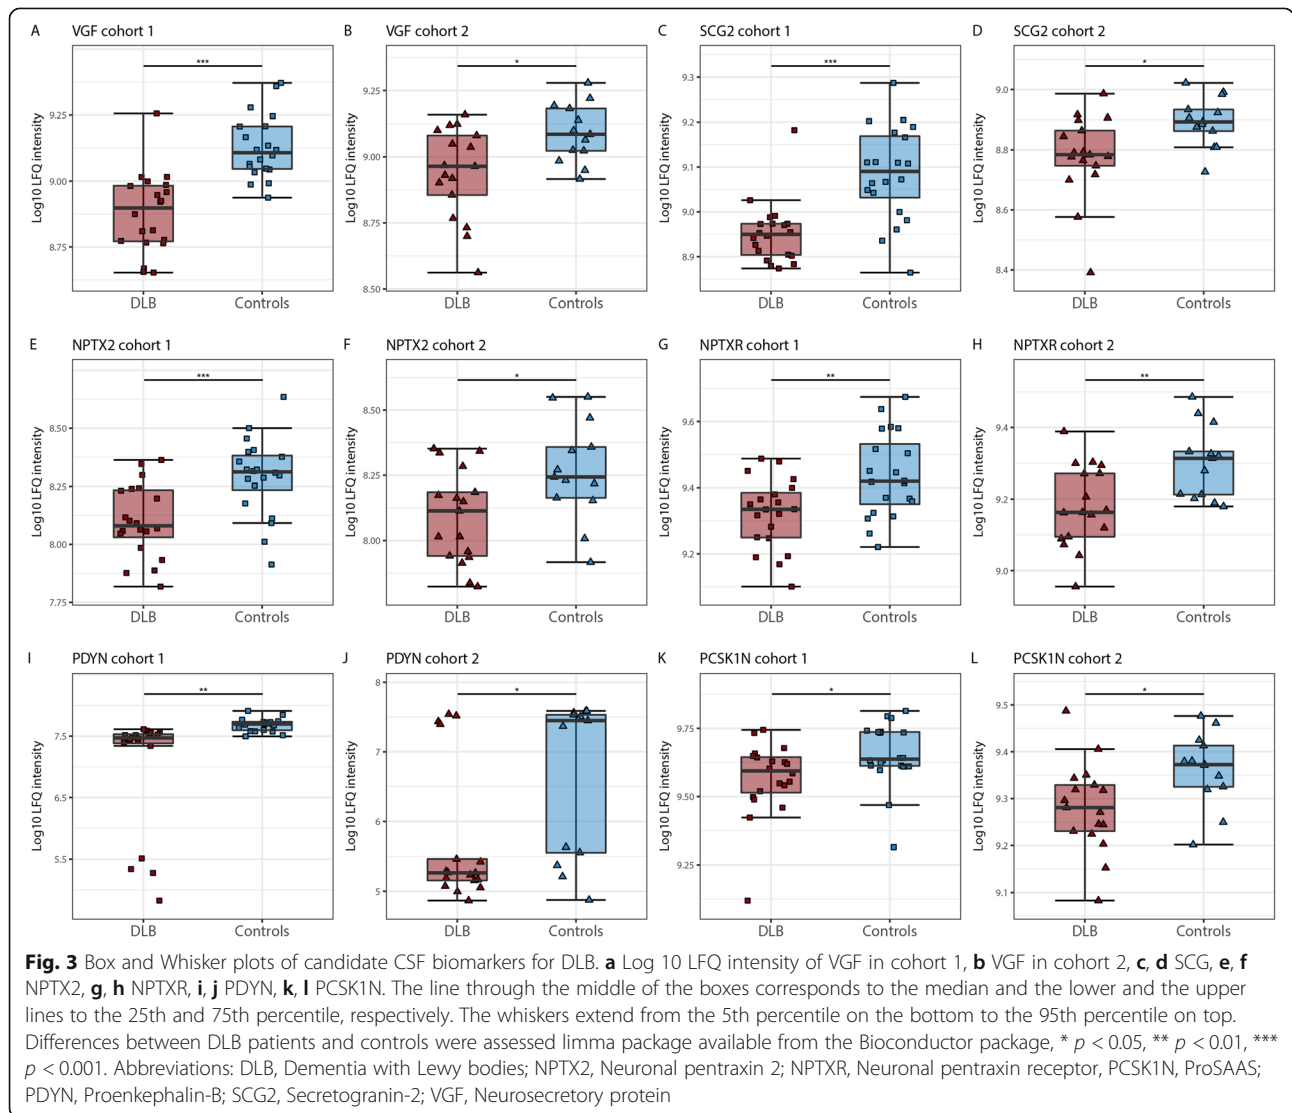 A VGF cohort 1
***
Log10 LFQ intensity
9.25
9.00
8.75
DLB Controls
B VGF cohort 2
*
Log10 LFQ intensity
9.25
9.00
8.75
8.50
DLB Controls
C SCG2 cohort 1
***
Log10 LFQ intensity
9.3
9.2
9.1
9.0
8.9
DLB Controls
D SCG2 cohort 2
*
Log10 LFQ intensity
9.0
8.8
8.6
8.4
DLB Controls
E NPTX2 cohort 1
***
Log10 LFQ intensity
8.50
8.25
8.00
7.75
DLB Controls
F NPTX2 cohort 2
*
Log10 LFQ intensity
8.50
8.25
8.00
DLB Controls
G NPTXR cohort 1
**
Log10 LFQ intensity
9.6
9.4
9.2
DLB Controls
H NPTXR cohort 2
**
Log10 LFQ intensity
9.4
9.2
9.0
DLB Controls
I PDYN cohort 1
**
Log10 LFQ intensity
7.5
6.5
5.5
DLB Controls
J PDYN cohort 2
*
Log10 LFQ intensity
8
7
6
5
DLB Controls
K PCSK1N cohort 1
*
Log10 LFQ intensity
9.75
9.50
9.25
DLB Controls
L PCSK1N cohort 2
*
Log10 LFQ intensity
9.5
9.4
9.3
9.2
9.1
DLB Controls
Fig. 3 Box and Whisker plots of candidate CSF biomarkers for DLB. a Log 10 LFQ intensity of VGF in cohort 1, b VGF in cohort 2, c, d SCG, e, f
NPTX2, g, h NPTXR, i, j PDYN, k, l PCSK1N. The line through the middle of the boxes corresponds to the median and the lower and the upper
lines to the 25th and 75th percentile, respectively. The whiskers extend from the 5th percentile on the bottom to the 95th percentile on top.
Differences between DLB patients and controls were assessed limma package available from the Bioconductor package, * p < 0.05, ** p < 0.01, ***
p < 0.001. Abbreviations: DLB, Dementia with Lewy bodies; NPTX2, Neuronal pentraxin 2; NPTXR, Neuronal pentraxin receptor, PCSK1N, ProSAAS;
PDYN, Proenkephalin-B; SCG2, Secretogranin-2; VGF, Neurosecretory protein